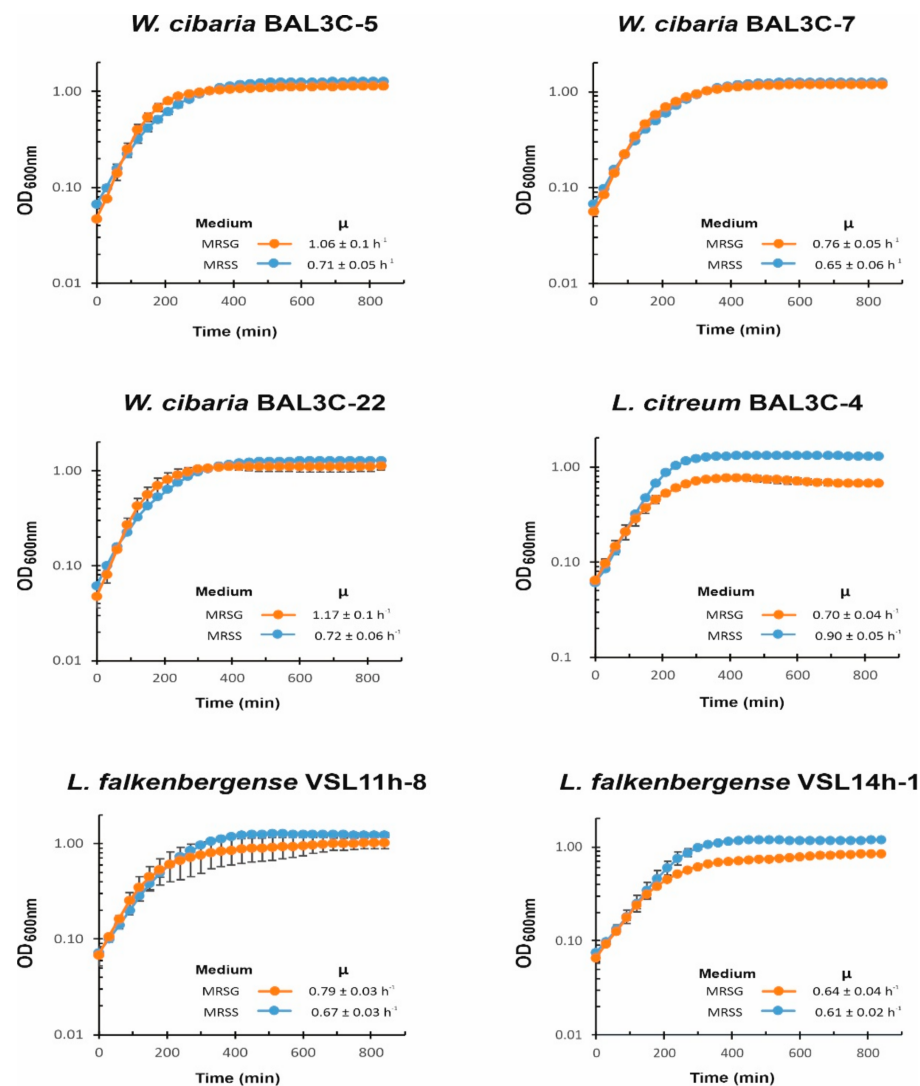 W. cibaria BAL3C-5
OD600nm
1.00
0.10
0.01
Medium μ
MRSG 1.06 ± 0.1 h-1
MRSS 0.71 ± 0.05 h-1
0 200 400 600 800
Time (min)
W. cibaria BAL3C-7
OD600nm
1.00
0.10
0.01
Medium μ
MRSG 0.76 ± 0.05 h-1
MRSS 0.65 ± 0.06 h-1
0 200 400 600 800
Time (min)
W. cibaria BAL3C-22
OD600nm
1.00
0.10
0.01
Medium μ
MRSG 1.17 ± 0.1 h-1
MRSS 0.72 ± 0.06 h-1
0 200 400 600 800
Time (min)
L. citreum BAL3C-4
OD600nm
1.00
0.10
0.1
Medium μ
MRSG 0.70 ± 0.04 h-1
MRSS 0.90 ± 0.05 h-1
0 200 400 600 800
Time (min)
L. falkenbergense VSL11h-8
OD600nm
1.00
0.10
0.01
Medium μ
MRSG 0.79 ± 0.03 h-1
MRSS 0.67 ± 0.03 h-1
0 200 400 600 800
Time (min)
L. falkenbergense VSL14h-1
OD600nm
1.00
0.10
0.01
Medium μ
MRSG 0.64 ± 0.04 h-1
MRSS 0.61 ± 0.02 h-1
0 200 400 600 800
Time (min)